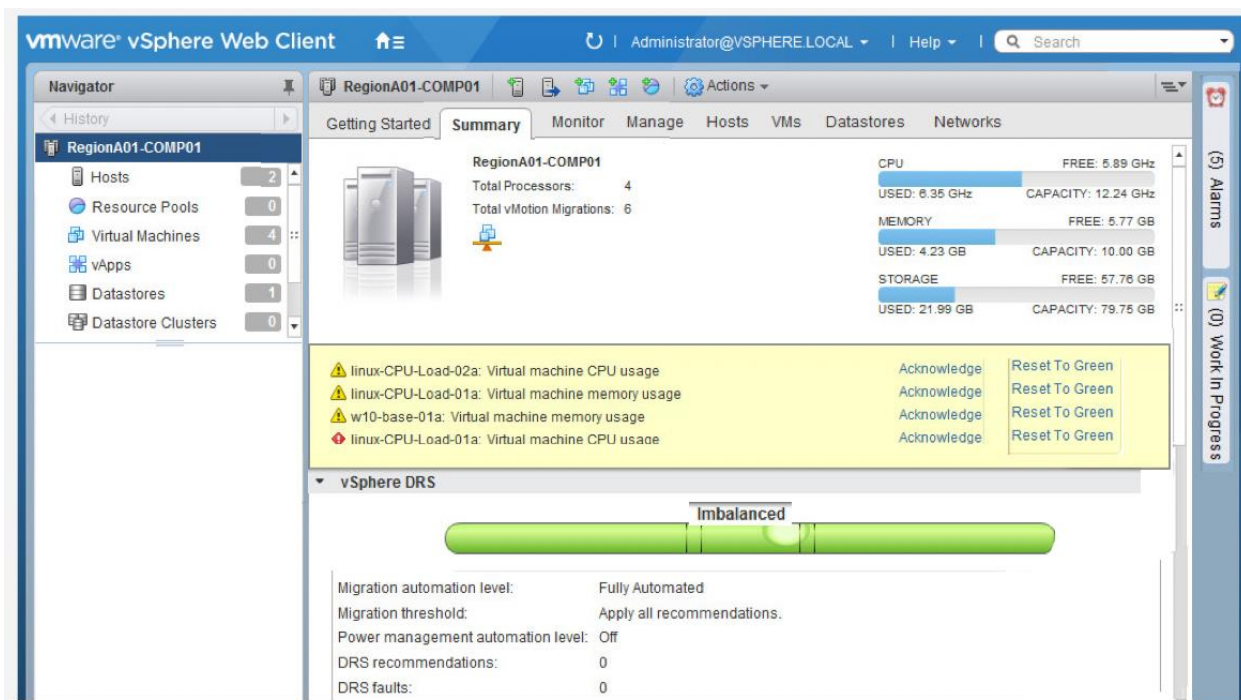 vmware® vSphere Web Client
Administrator@VSPHERE.LOCAL
Help
Search
Navigator
History
RegionA01-COMP01
Hosts 2
Resource Pools 0
Virtual Machines 4
vApps 0
Datastores 1
Datastore Clusters 0
RegionA01-COMP01
Actions
Getting Started Summary Monitor Manage Hosts VMs Datastores Networks
RegionA01-COMP01
Total Processors: 4
Total vMotion Migrations: 6
CPU FREE: 5.89 GHz
USED: 6.35 GHz CAPACITY: 12.24 GHz
MEMORY FREE: 5.77 GB
USED: 4.23 GB CAPACITY: 10.00 GB
STORAGE FREE: 57.76 GB
USED: 21.99 GB CAPACITY: 79.75 GB
linux-CPU-Load-02a: Virtual machine CPU usage Acknowledge Reset To Green
linux-CPU-Load-01a: Virtual machine memory usage Acknowledge Reset To Green
w10-base-01a: Virtual machine memory usage Acknowledge Reset To Green
linux-CPU-Load-01a: Virtual machine CPU usage Acknowledge Reset To Green
vSphere DRS
Imbalanced
Migration automation level: Fully Automated
Migration threshold: Apply all recommendations.
Power management automation level: Off
DRS recommendations: 0
DRS faults: 0
(5) Alarms
(0) Work In Progress